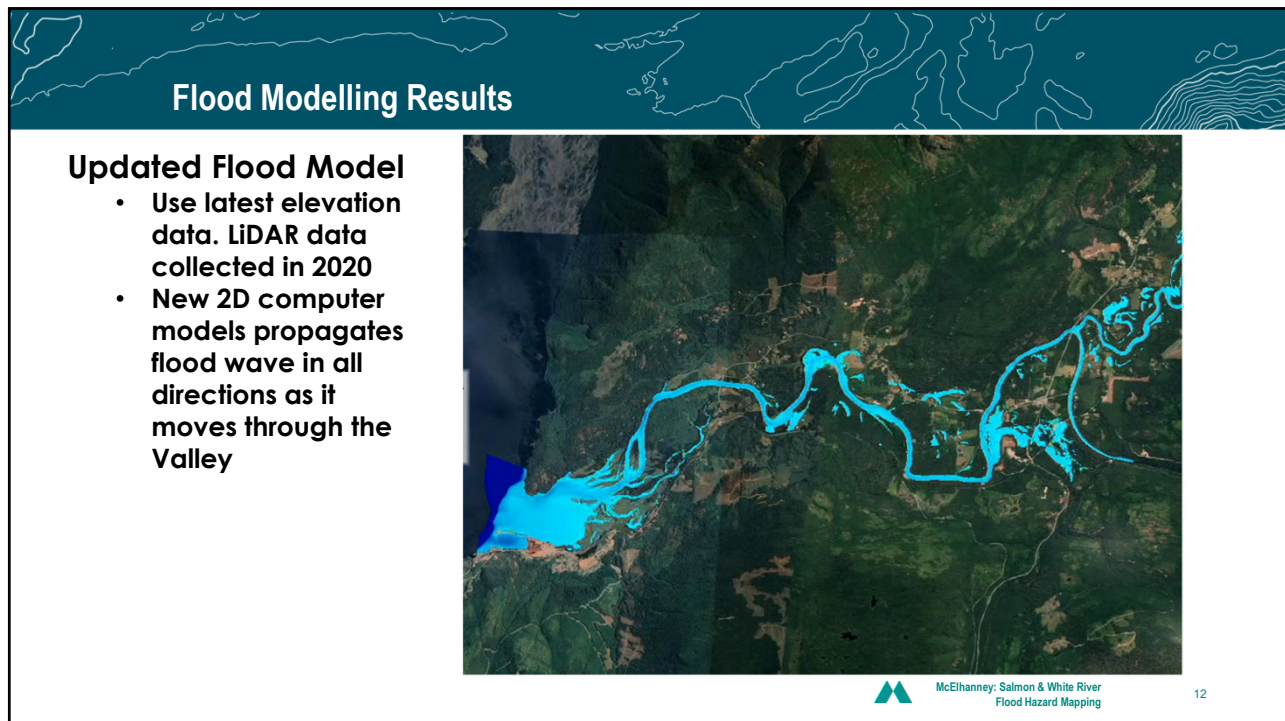 Flood Modelling Results
Updated Flood Model
• Use latest elevation
data. LiDAR data
collected in 2020
• New 2D computer
models propagates
flood wave in all
directions as it
moves through the
Valley
McElhanney: Salmon & White River
Flood Hazard Mapping
12